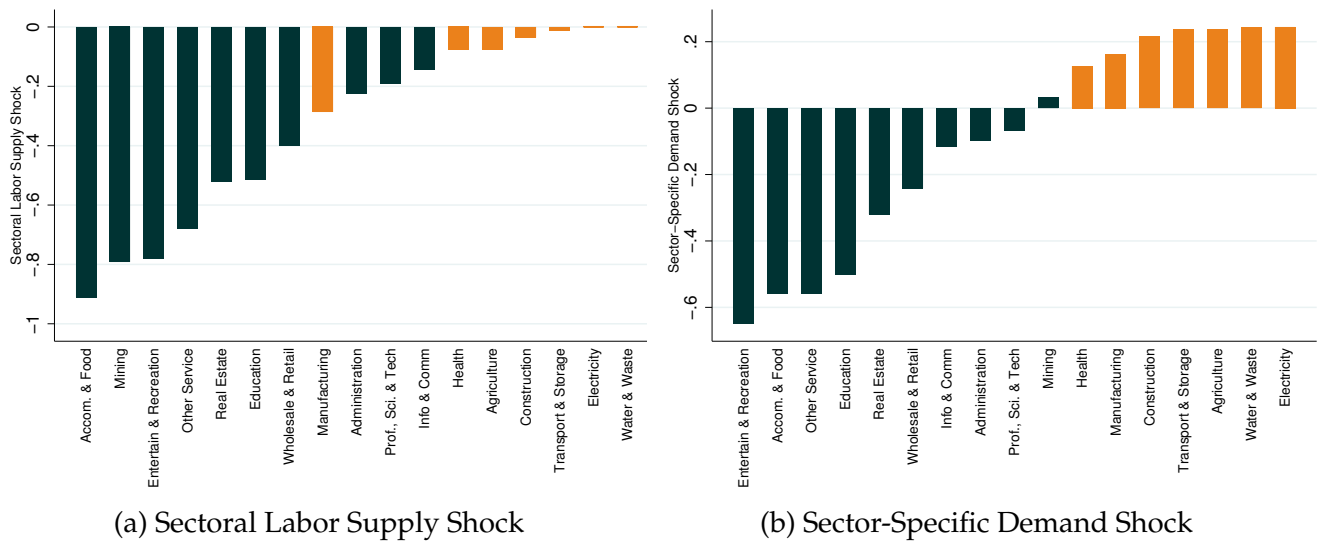 Sectoral Labor Supply Shock
0
-.2
-.4
-.6
-.8
-1
Accom. & Food
Mining
Entertain & Recreation
Other Service
Real Estate
Education
Wholesale & Retail
Manufacturing
Administration
Prof., Sci. & Tech
Info & Comm
Health
Agriculture
Construction
Transport & Storage
Electricity
Water & Waste
(a) Sectoral Labor Supply Shock
Sector-Specific Demand Shock
.2
0
-.2
-.4
-.6
Entertain & Recreation
Accom. & Food
Other Service
Education
Real Estate
Wholesale & Retail
Info & Comm
Administration
Prof., Sci. & Tech
Mining
Health
Manufacturing
Construction
Transport & Storage
Agriculture
Water & Waste
Electricity
(b) Sector-Specific Demand Shock